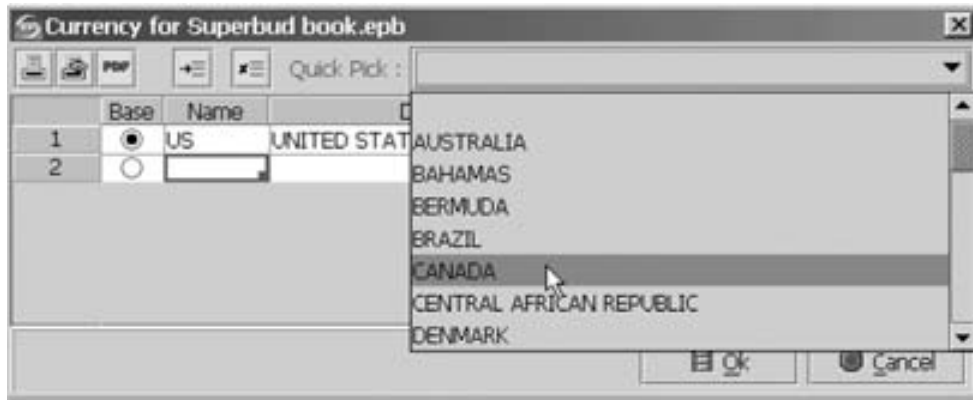 Currency for Superbud book.epb
PDF Quick Pick :
Base Name D
1 US UNITED STAT
2
AUSTRALIA
BAHAMAS
BERMUDA
BRAZIL
CANADA
CENTRAL AFRICAN REPUBLIC
DENMARK
Ok Cancel